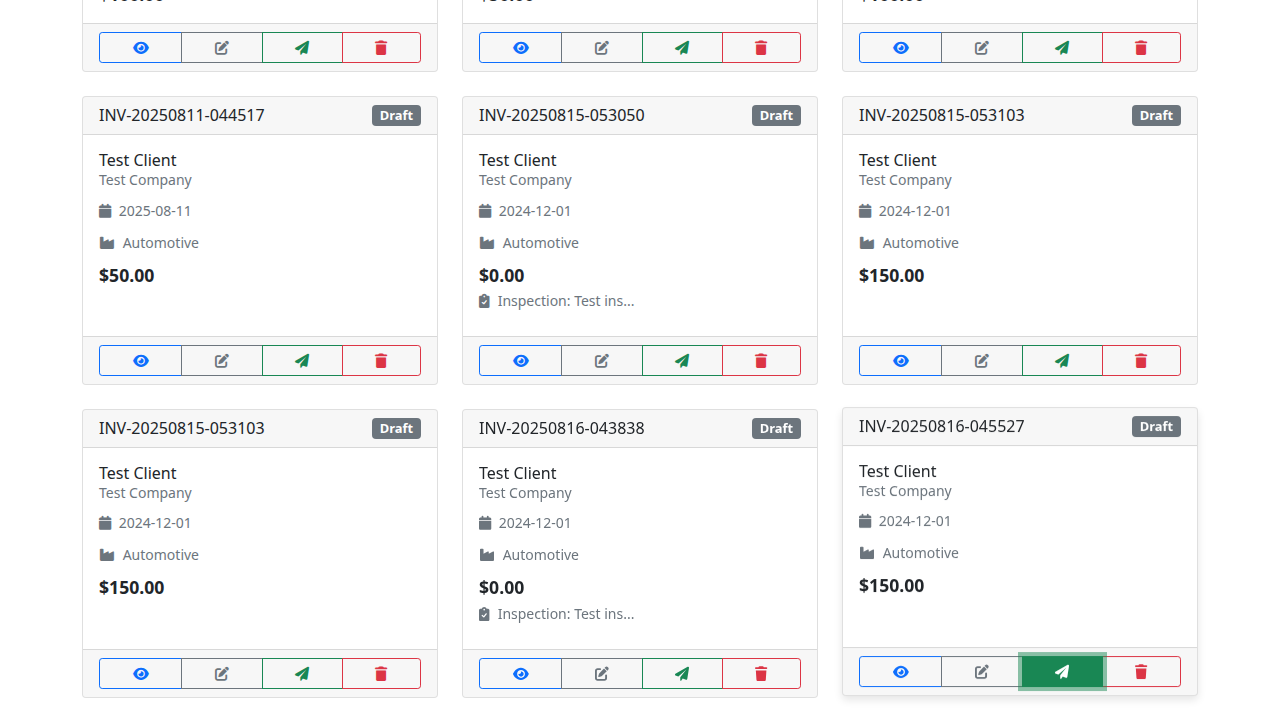 INV-20250811-044517 Draft
Test Client
Test Company
2025-08-11
Automotive
$50.00
INV-20250815-053050 Draft
Test Client
Test Company
2024-12-01
Automotive
$0.00
Inspection: Test ins...
INV-20250815-053103 Draft
Test Client
Test Company
2024-12-01
Automotive
$150.00
INV-20250815-053103 Draft
Test Client
Test Company
2024-12-01
Automotive
$150.00
INV-20250816-043838 Draft
Test Client
Test Company
2024-12-01
Automotive
$0.00
Inspection: Test ins...
INV-20250816-045527 Draft
Test Client
Test Company
2024-12-01
Automotive
$150.00